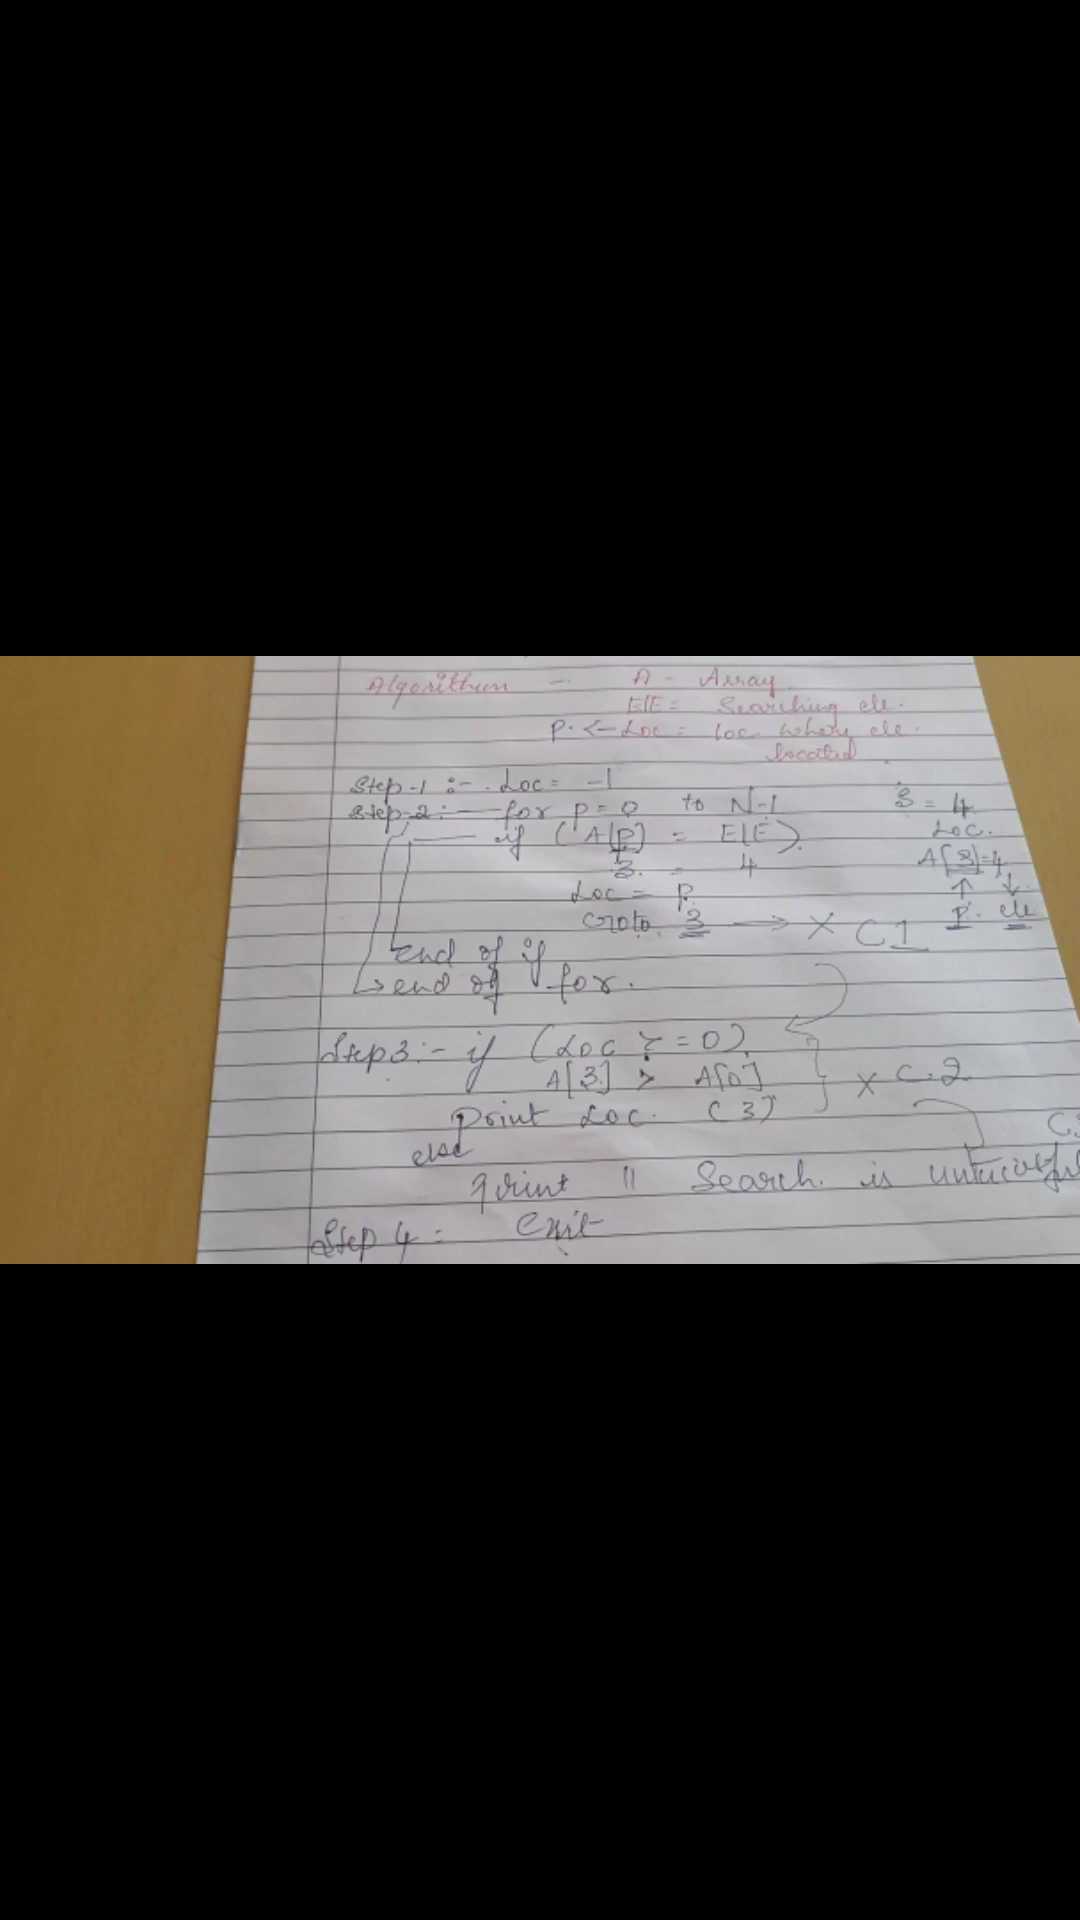 Algorithum - A - Array.
ElE = Searching ele.
P. <- Loc = loc where ele.
located
Step-1 :- Loc = -1
Step-2 :- for p = 0 to N-1
if (A[P] = ElE).
3. = 4
Loc = P.
Goto 3 → X C1
end of if
↳ end of for.
3 = 4
Loc.
A[3]=4
↑ ↓
P. ele
Step3 :- if (Loc > = 0)
A[3] > A[0]
print Loc. (3) } X C.2
else
print " Search is
Step 4 = exit